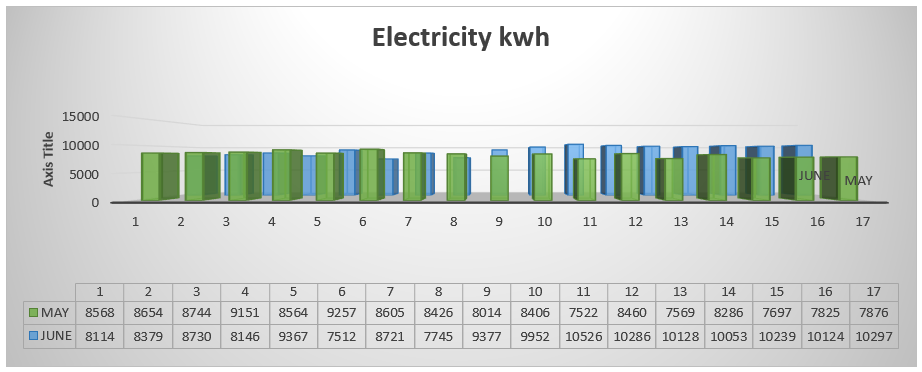 Electricity kwh
Axis Title
15000
10000
5000
0
JUNE
MAY
1 2 3 4 5 6 7 8 9 10 11 12 13 14 15 16 17
1 2 3 4 5 6 7 8 9 10 11 12 13 14 15 16 17
MAY 8568 8654 8744 9151 8564 9257 8605 8426 8014 8406 7522 8460 7569 8286 7697 7825 7876
JUNE 8114 8379 8730 8146 9367 7512 8721 7745 9377 9952 10526 10286 10128 10053 10239 10124 10297